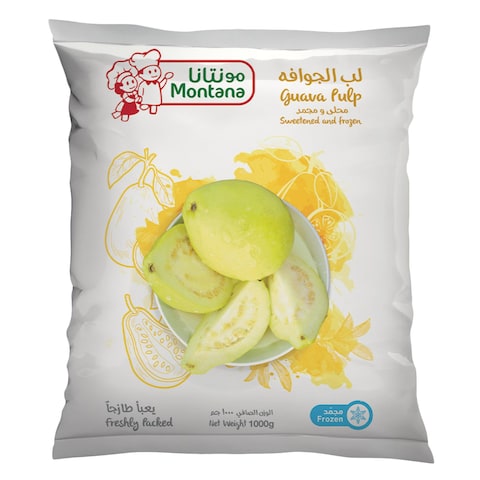 مونتانا
Montana
لب الجوافه
Guava Pulp
محلى و مجمد
Sweetened and frozen
يعبأ طازجاً
Freshly Packed
الوزن الصافي ١٠٠٠ جم
Net Weight 1000g
مجمّد
Frozen